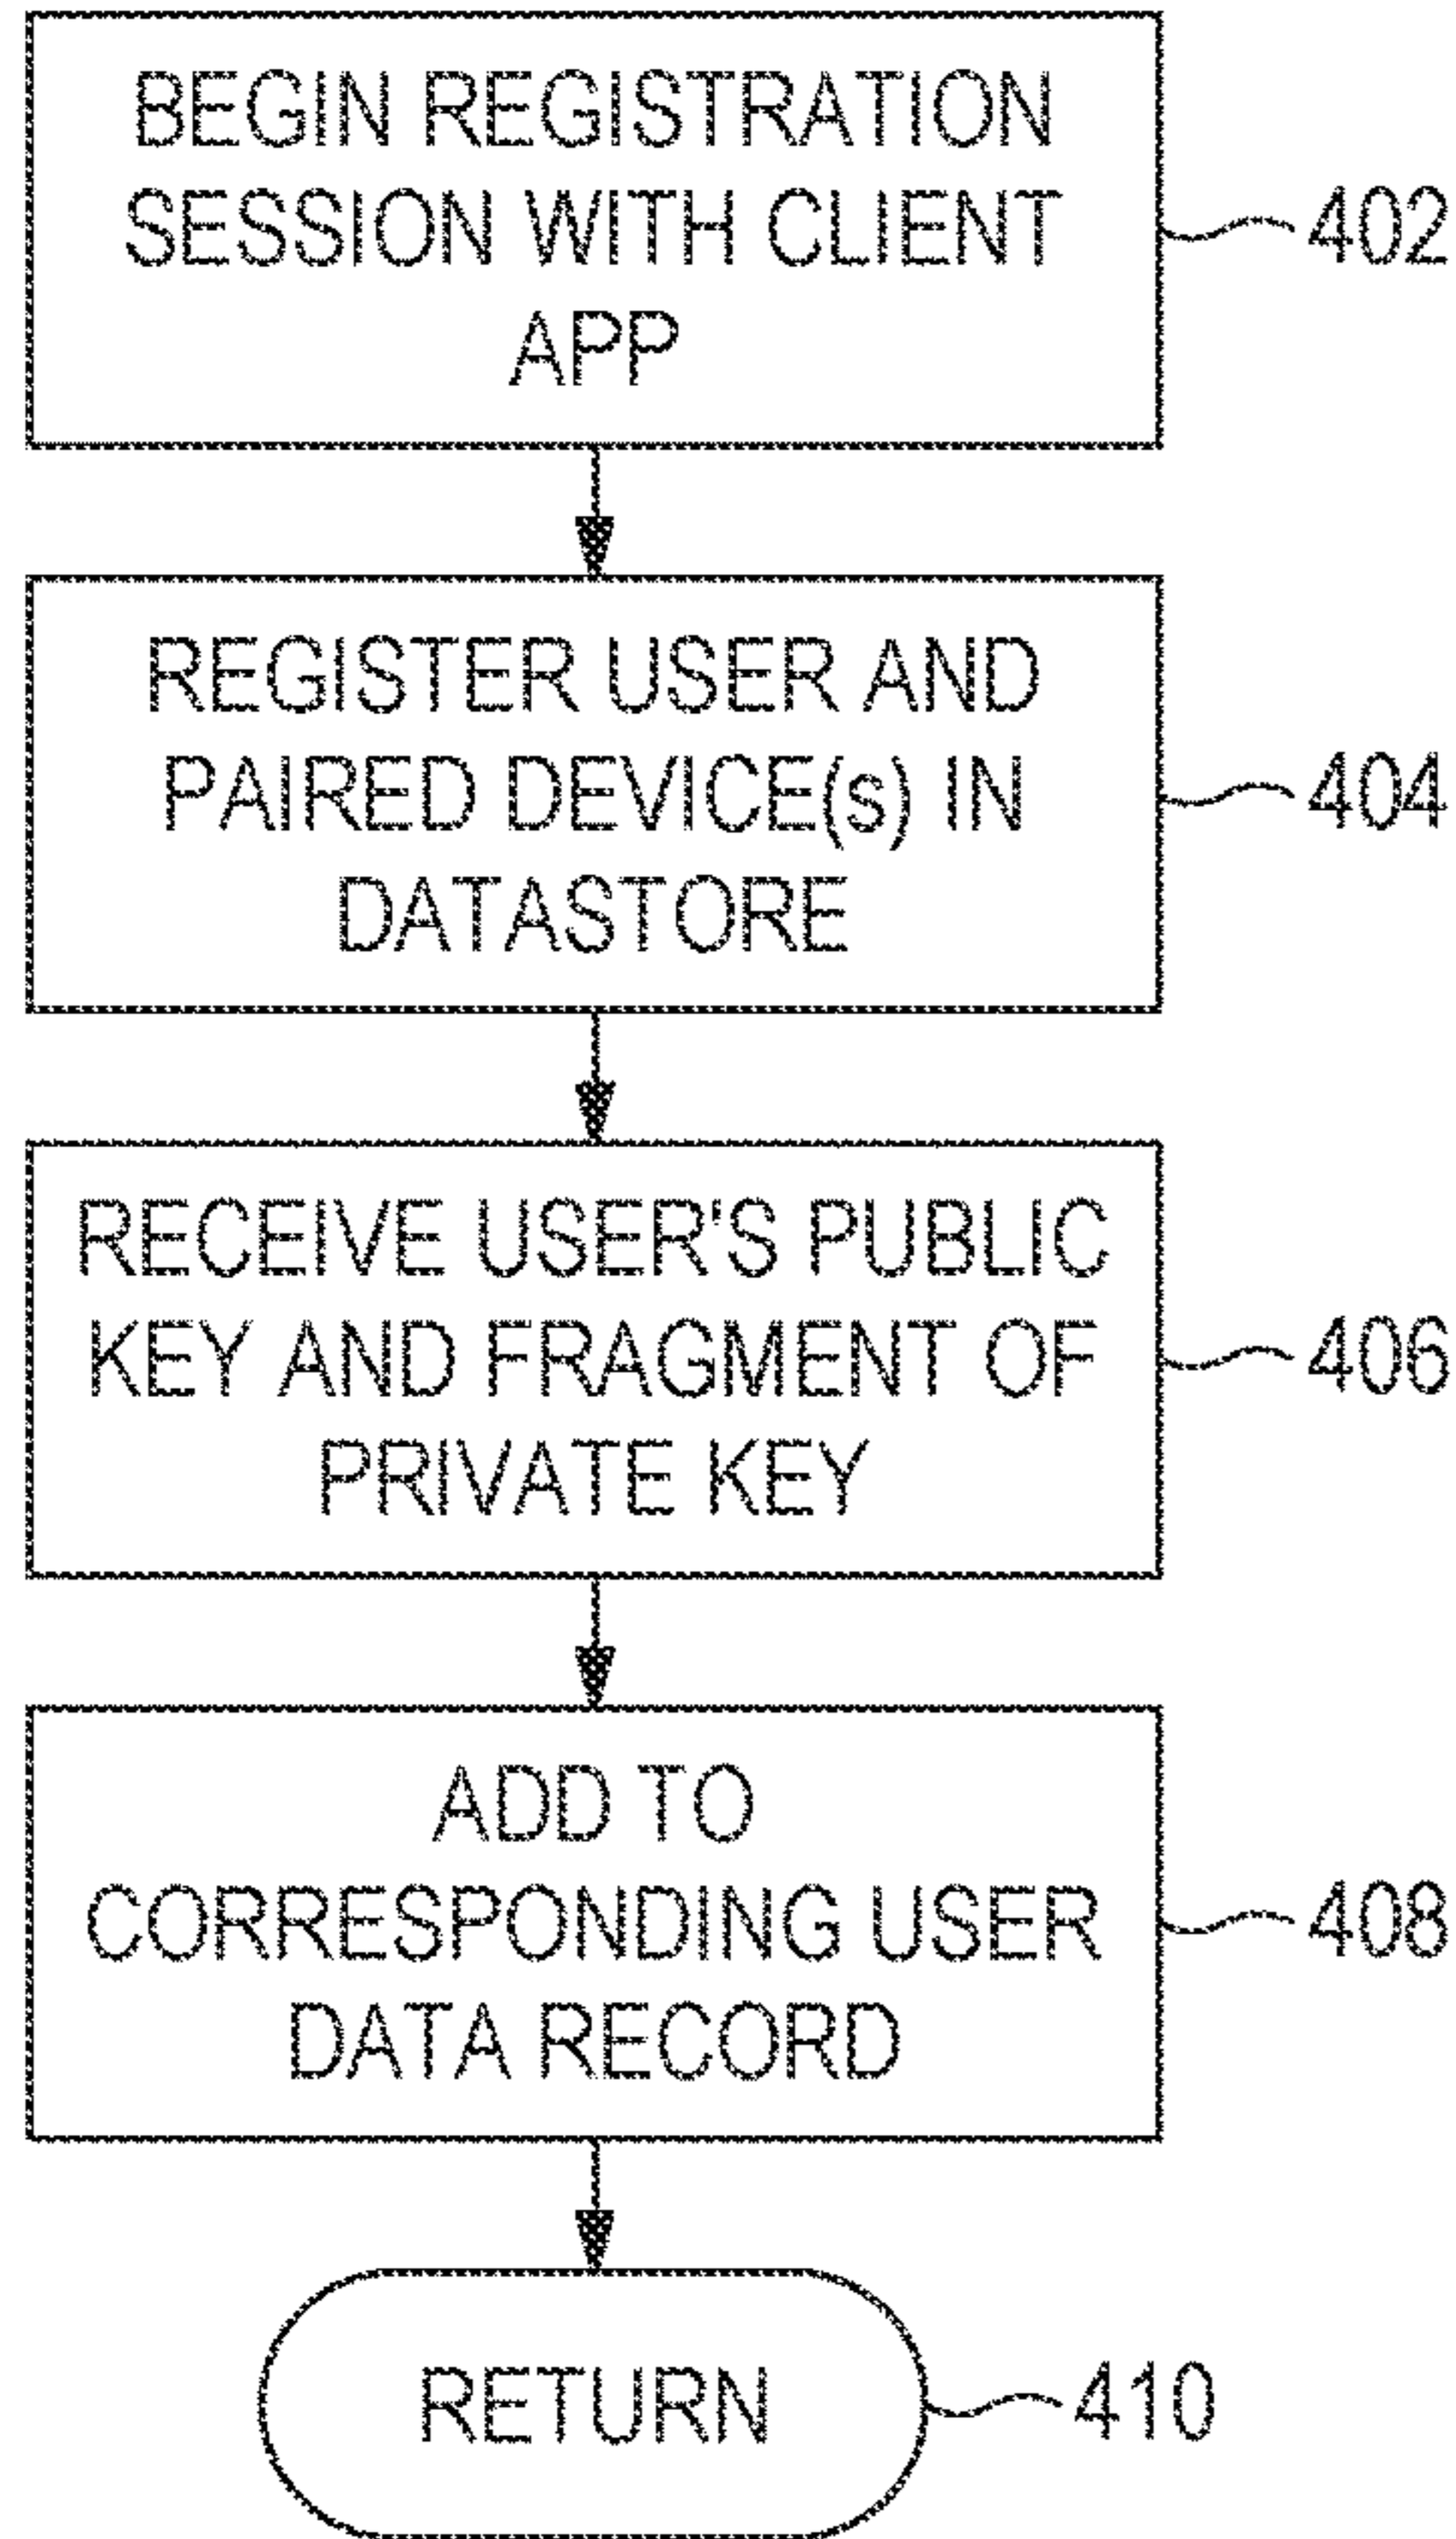 BEGIN REGISTRATION
SESSION WITH CLIENT
APP
402
REGISTER USER AND
PAIRED DEVICE(s) IN
DATASTORE
404
RECEIVE USER'S PUBLIC
KEY AND FRAGMENT OF
PRIVATE KEY
406
ADD TO
CORRESPONDING USER
DATA RECORD
408
RETURN
410